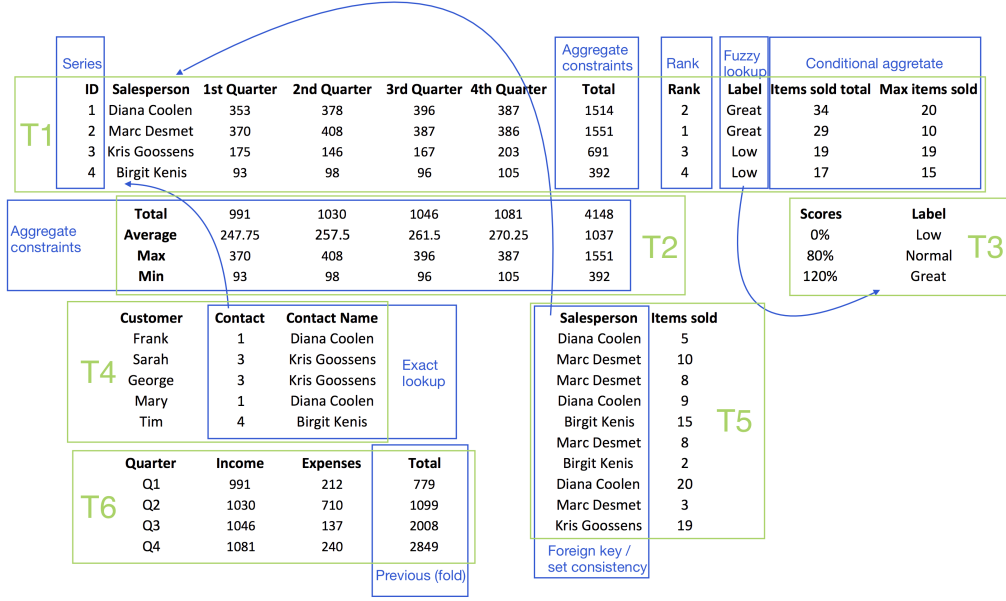 Series
Aggregate constraints
Rank
Fuzzy lookup
Conditional aggretate
T1
ID Salesperson 1st Quarter 2nd Quarter 3rd Quarter 4th Quarter Total Rank Label Items sold total Max items sold
1 Diana Coolen 353 378 396 387 1514 2 Great 34 20
2 Marc Desmet 370 408 387 386 1551 1 Great 29 10
3 Kris Goossens 175 146 167 203 691 3 Low 19 19
4 Birgit Kenis 93 98 96 105 392 4 Low 17 15
Aggregate constraints
Total 991 1030 1046 1081 4148
Average 247.75 257.5 261.5 270.25 1037
Max 370 408 396 387 1551
Min 93 98 96 105 392
T2
Scores Label
0% Low
80% Normal
120% Great
T3
T4
Customer Contact Contact Name
Frank 1 Diana Coolen
Sarah 3 Kris Goossens
George 3 Kris Goossens
Mary 1 Diana Coolen
Tim 4 Birgit Kenis
Exact lookup
Salesperson Items sold
Diana Coolen 5
Marc Desmet 10
Marc Desmet 8
Diana Coolen 9
Birgit Kenis 15
Marc Desmet 8
Birgit Kenis 2
Diana Coolen 20
Marc Desmet 3
Kris Goossens 19
T5
Foreign key / set consistency
T6
Quarter Income Expenses Total
Q1 991 212 779
Q2 1030 710 1099
Q3 1046 137 2008
Q4 1081 240 2849
Previous (fold)